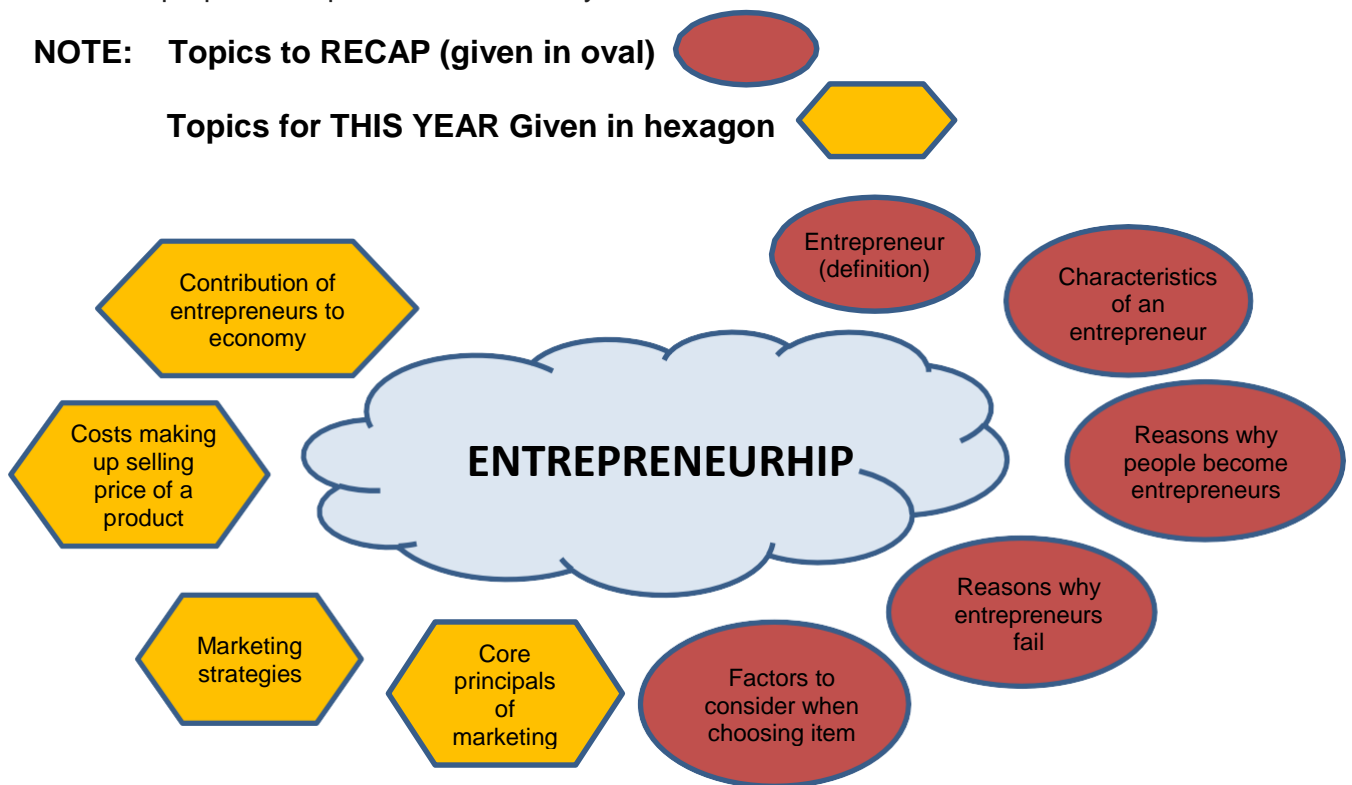 NOTE: Topics to RECAP (given in oval)
Topics for THIS YEAR Given in hexagon
Entrepreneur
(definition)
Characteristics
of an
entrepreneur
Reasons why
people become
entrepreneurs
Reasons why
entrepreneurs
fail
Factors to
consider when
choosing item
Core
principals
of
marketing
Marketing
strategies
Costs making
up selling
price of a
product
Contribution of
entrepreneurs to
economy
ENTREPRENEURHIP